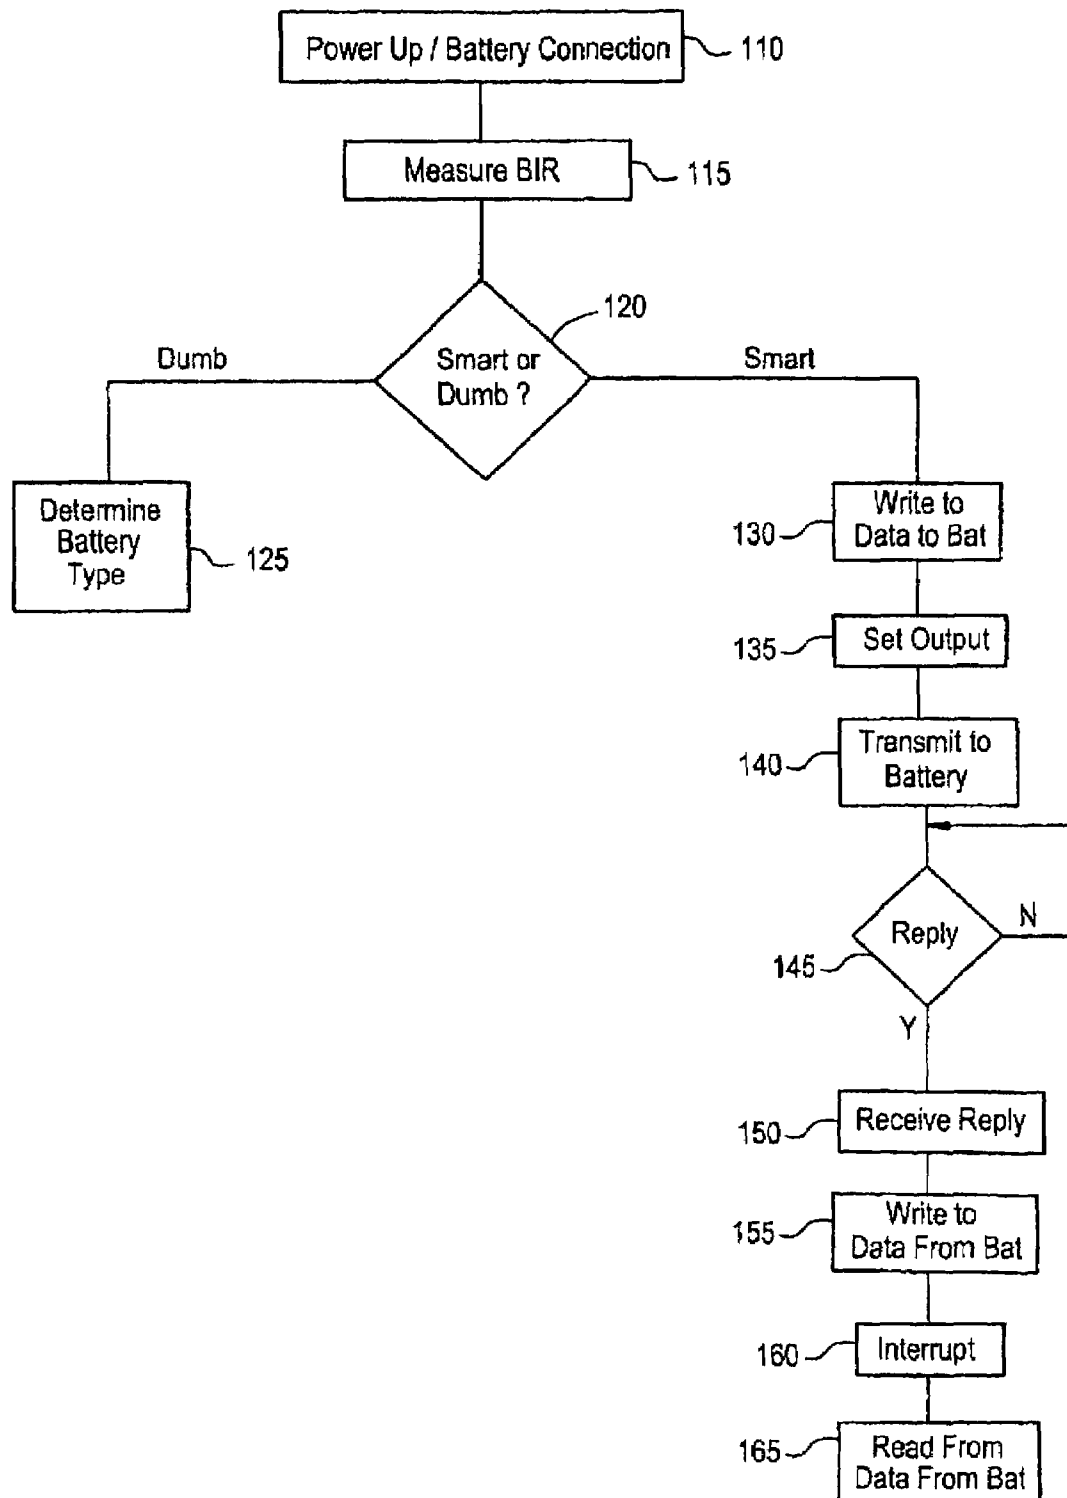 Power Up / Battery Connection
110
Measure BIR
115
120
Smart or
Dumb ?
Dumb
Smart
Determine
Battery
Type
125
Write to
Data to Bat
130
Set Output
135
Transmit to
Battery
140
Reply
N
145
Y
Receive Reply
150
Write to
Data From Bat
155
Interrupt
160
Read From
Data From Bat
165